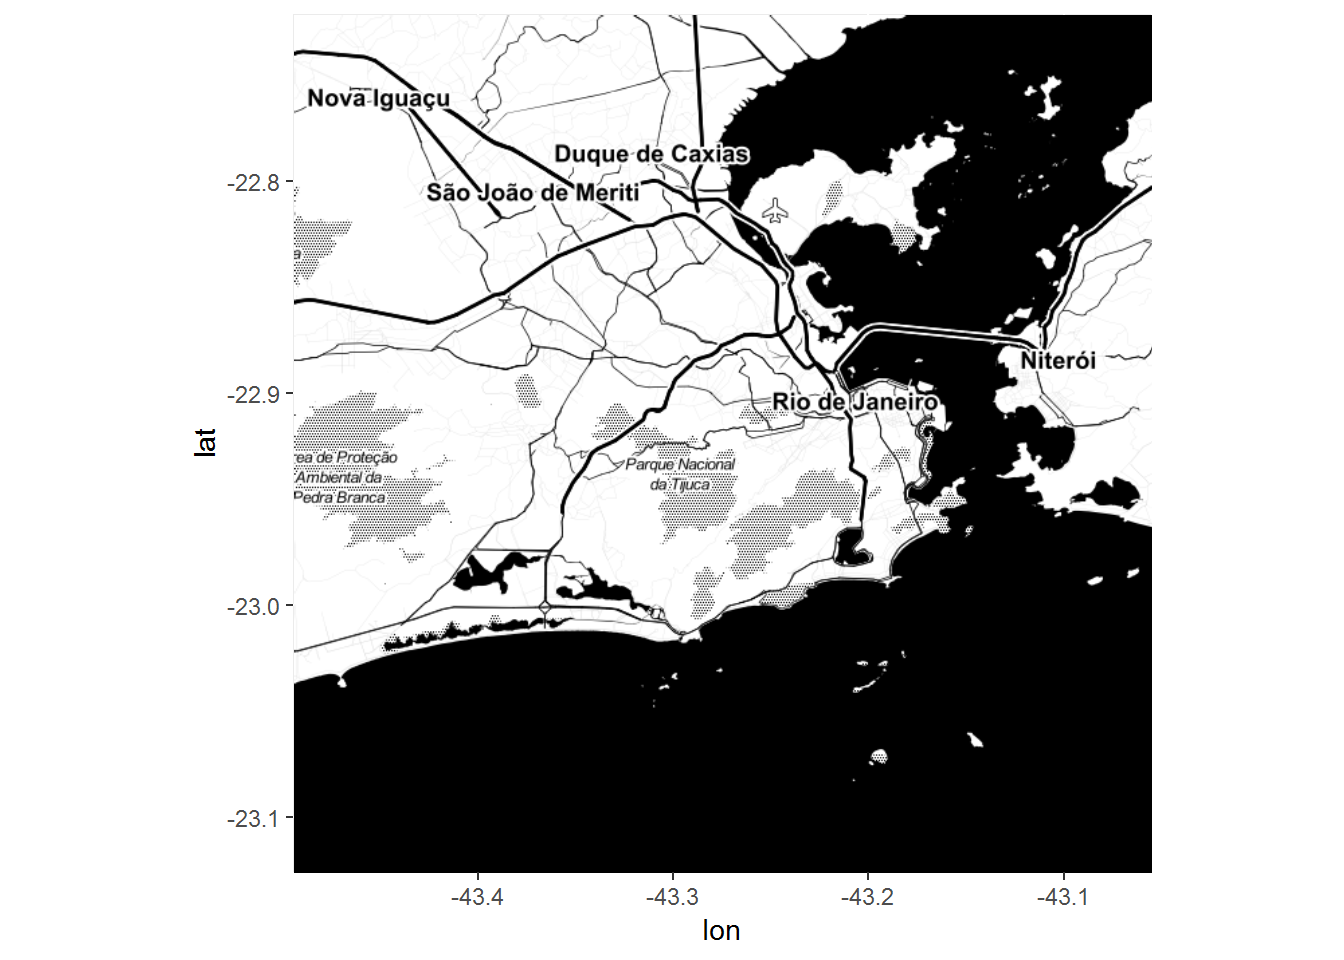 Nova Iguaçu
Duque de Caxias
-22.8
São João de Meriti
a
Niterói
-22.9
Rio de Janeiro
lat
rea de Proteção
Ambiental da
Pedra Branca
Parque Nacional
da Tijuca
-23.0
-23.1
-43.4
-43.3
-43.2
-43.1
lon